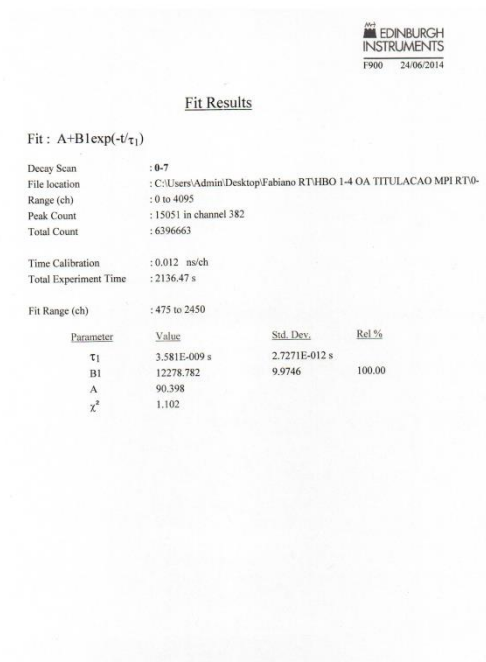 EDINBURGH
INSTRUMENTS
F900 24/06/2014
Fit Results
Fit : A+B1exp(-t/τ1)
Decay Scan : 0-7
File location : C:\Users\Admin\Desktop\Fabiano RT\HBO 1-4 OA TITULACAO MPI RT\0-
Range (ch) : 0 to 4095
Peak Count : 15051 in channel 382
Total Count : 6396663
Time Calibration : 0.012 ns/ch
Total Experiment Time : 2136.47 s
Fit Range (ch) : 475 to 2450
Parameter Value Std. Dev. Rel %
τ1 3.581E-009 s 2.7271E-012 s
B1 12278.782 9.9746 100.00
A 90.398
χ² 1.102